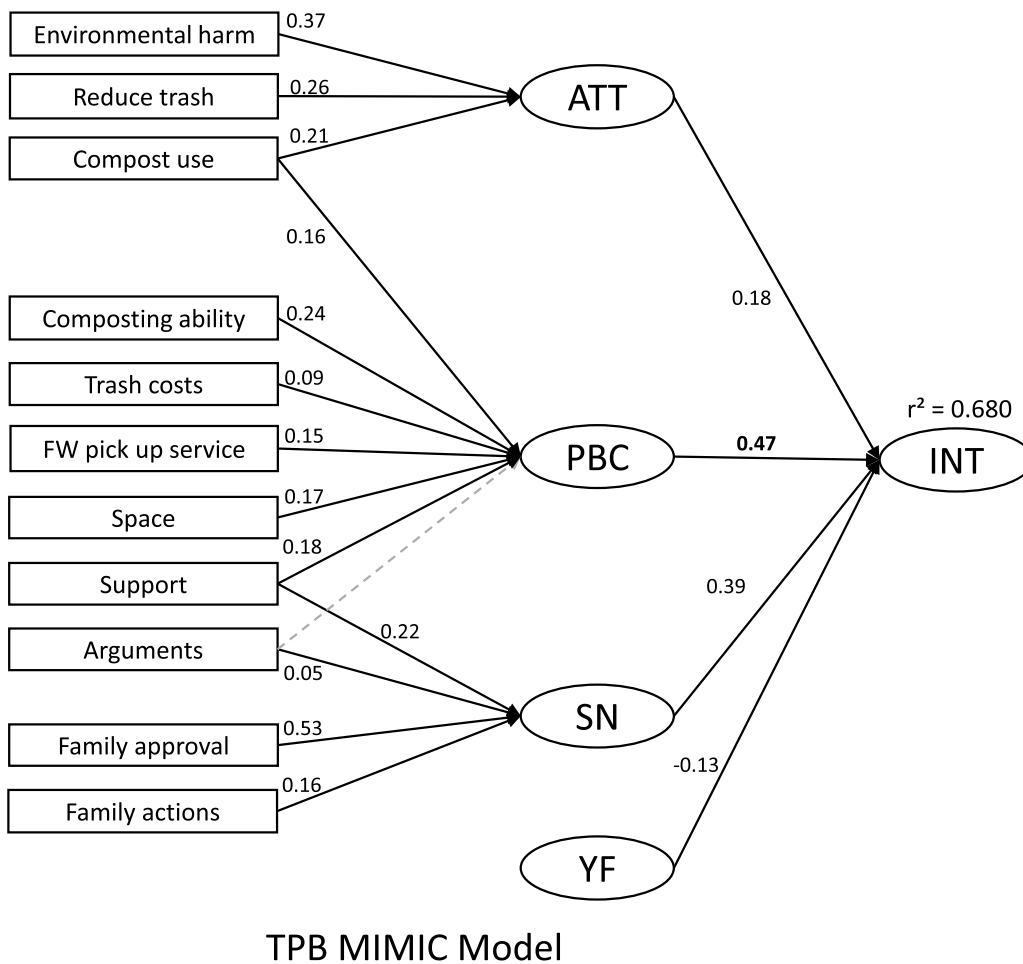 Environmental harm
0.37
Reduce trash
0.26
ATT
Compost use
0.21
0.16
0.18
Composting ability
0.24
Trash costs
0.09
FW pick up service
0.15
PBC
0.47
r² = 0.680
INT
Space
0.17
Support
0.18
0.22
0.39
Arguments
0.05
SN
Family approval
0.53
Family actions
0.16
-0.13
YF
TPB MIMIC Model